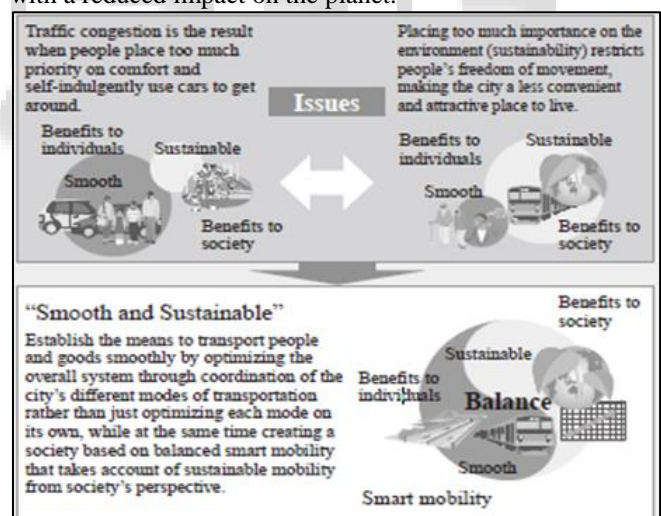 with a reduced impact on the planet.
Traffic congestion is the result
when people place too much
priority on comfort and
self-indulgently use cars to get
around.
Benefits to
individuals
Sustainable
Smooth
Benefits to
society
Issues
Placing too much importance on the
environment (sustainability) restricts
people's freedom of movement,
making the city a less convenient
and attractive place to live.
Benefits to
individuals
Sustainable
Smooth
Benefits to
society
"Smooth and Sustainable"
Establish the means to transport people
and goods smoothly by optimizing the
overall system through coordination of the
city's different modes of transportation
rather than just optimizing each mode on
its own, while at the same time creating a
society based on balanced smart mobility
that takes account of sustainable mobility
from society's perspective.
Benefits to
society
Sustainable
Benefits to
individuals
Balance
Smooth
Smart mobility